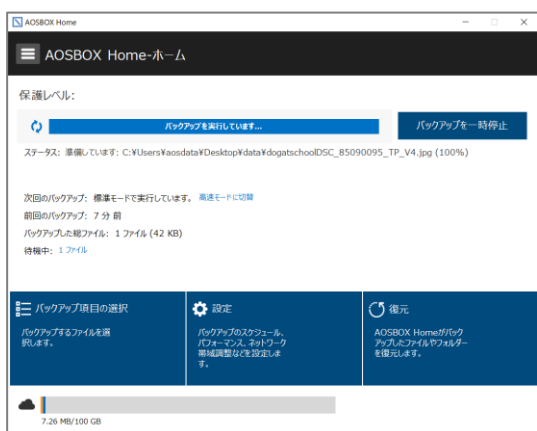 AOSBOX Home
AOSBOX Home-ホーム
保護レベル:
バックアップを実行しています...
バックアップを一時停止
ステータス: 準備しています: C:¥Users¥aosdata¥Desktop¥data¥dogatschoolDSC_85090095_TP_V4.jpg (100%)
次回のバックアップ: 標準モードで実行しています。 高速モードに切替
前回のバックアップ: 7 分 前
バックアップした総ファイル: 1 ファイル (42 KB)
待機中: 1 ファイル
バックアップ項目の選択
バックアップするファイルを選
択します。
設定
バックアップのスケジュール、
パフォーマンス、ネットワーク
帯域調整などを設定しま
す。
復元
AOSBOX Homeがバック
アップしたファイルやフォルダー
を復元します。
7.26 MB/100 GB